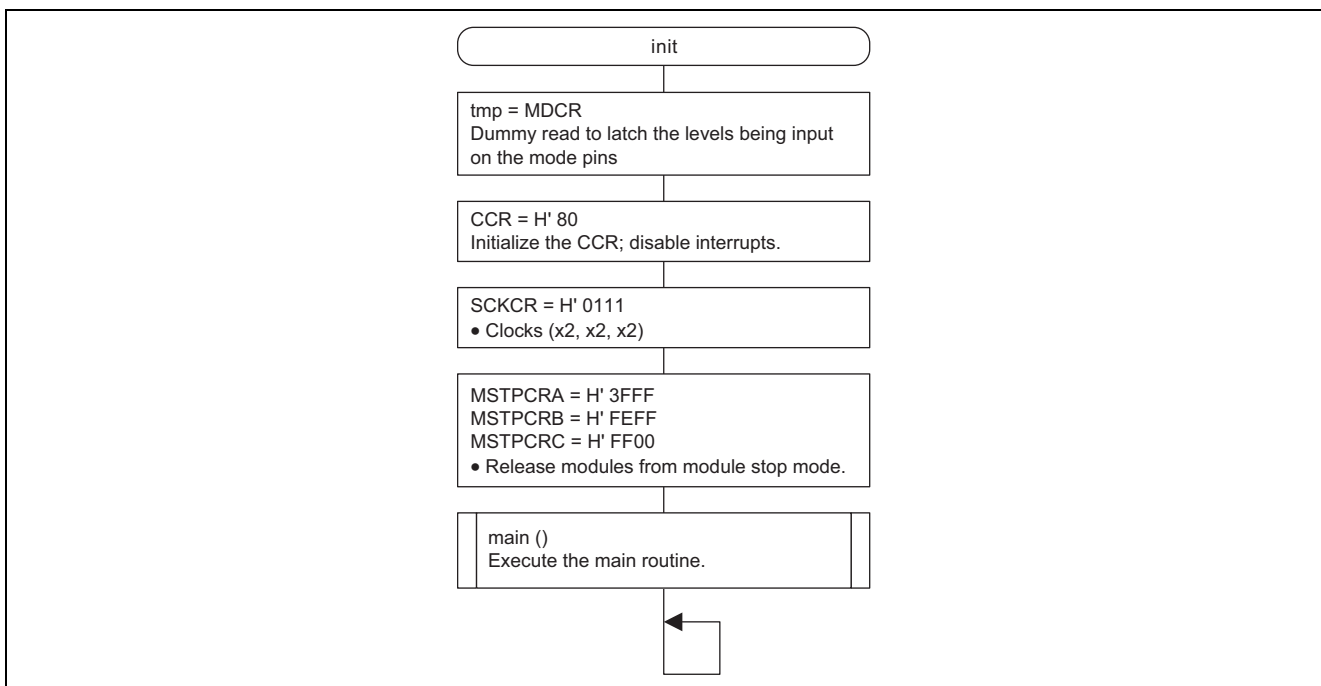 init
tmp = MDCR
Dummy read to latch the levels being input
on the mode pins
CCR = H' 80
Initialize the CCR; disable interrupts.
SCKCR = H' 0111
• Clocks (x2, x2, x2)
MSTPCRA = H' 3FFF
MSTPCRB = H' FEFF
MSTPCRC = H' FF00
• Release modules from module stop mode.
main ()
Execute the main routine.